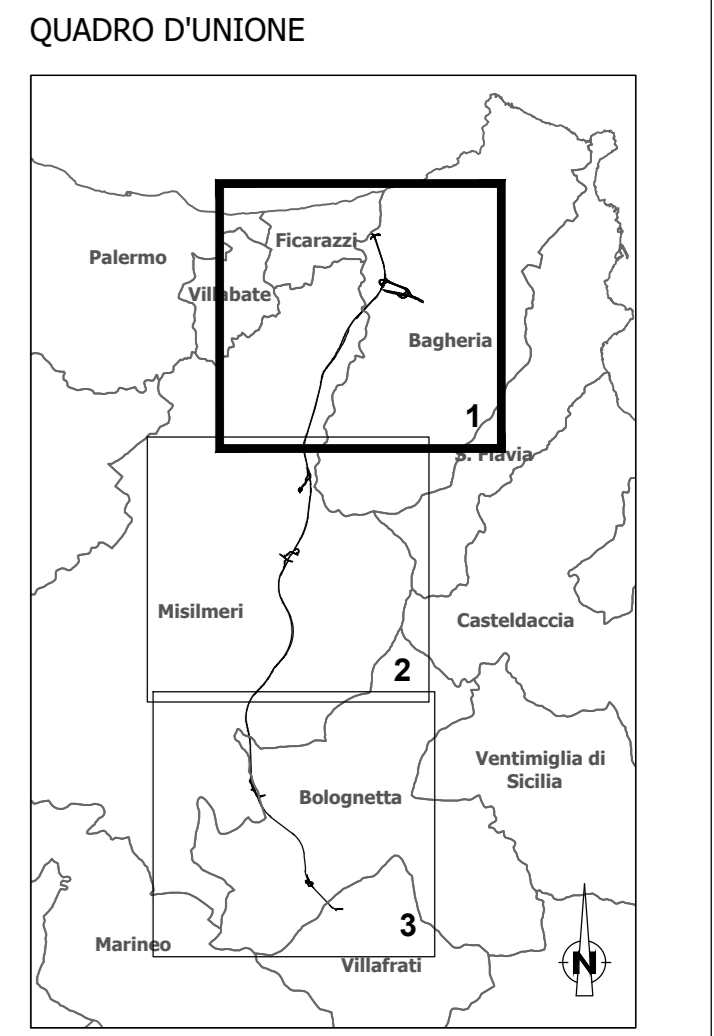 QUADRO D'UNIONE
Ficarazzi
Palermo
Villabate
Bagheria
1
S. Flavia
Misilmeri
Casteldaccia
2
Ventimiglia di
Sicilia
Bolognetta
3
Marineo
Villafrati
N